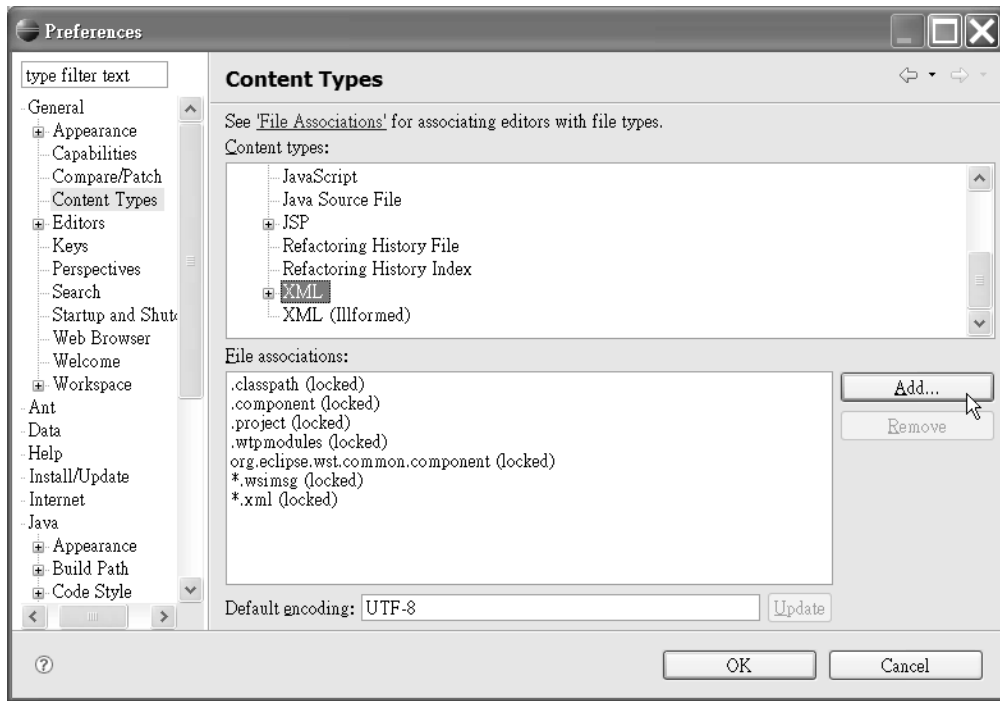 Preferences
type filter text
General
Appearance
Capabilities
Compare/Patch
Content Types
Editors
Keys
Perspectives
Search
Startup and Shut
Web Browser
Welcome
Workspace
Ant
Data
Help
Install/Update
Internet
Java
Appearance
Build Path
Code Style
Content Types
See 'File Associations' for associating editors with file types.
Content types:
JavaScript
Java Source File
JSP
Refactoring History File
Refactoring History Index
XML
XML (Illformed)
File associations:
.classpath (locked)
.component (locked)
.project (locked)
.wtpmodules (locked)
org.eclipse.wst.common.component (locked)
*.wsimsg (locked)
*.xml (locked)
Add...
Remove
Default encoding: UTF-8 Update
OK Cancel